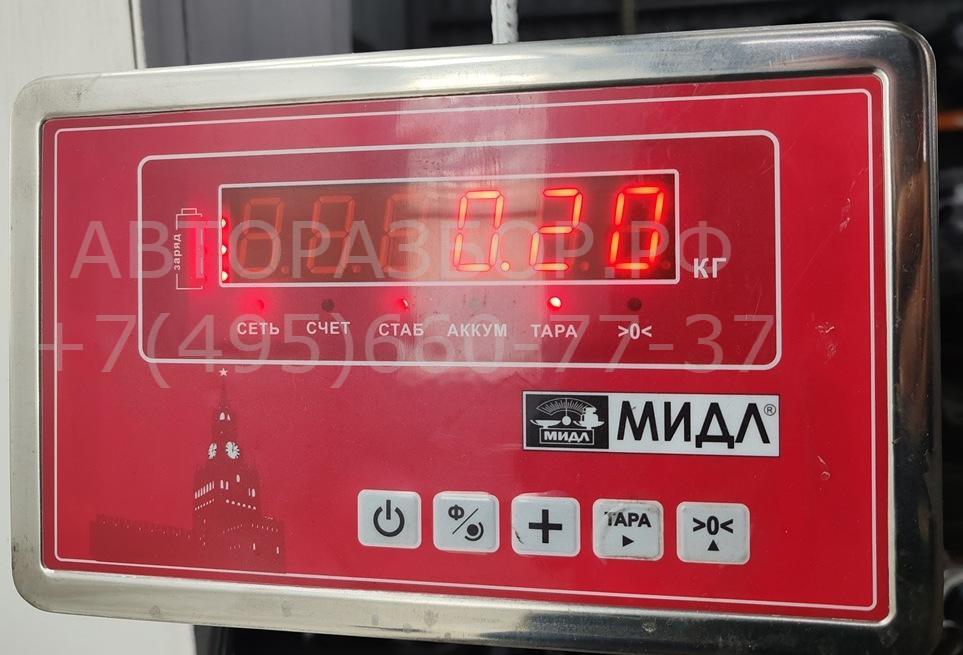 0.20
заряд
КГ
СЕТЬ СЧЕТ СТАБ АККУМ ТАРА >0<
АВТОРАЗБОР.РФ
+7(495)660-77-37
МИДЛ МИДЛ®
Ф ТАРА >0<